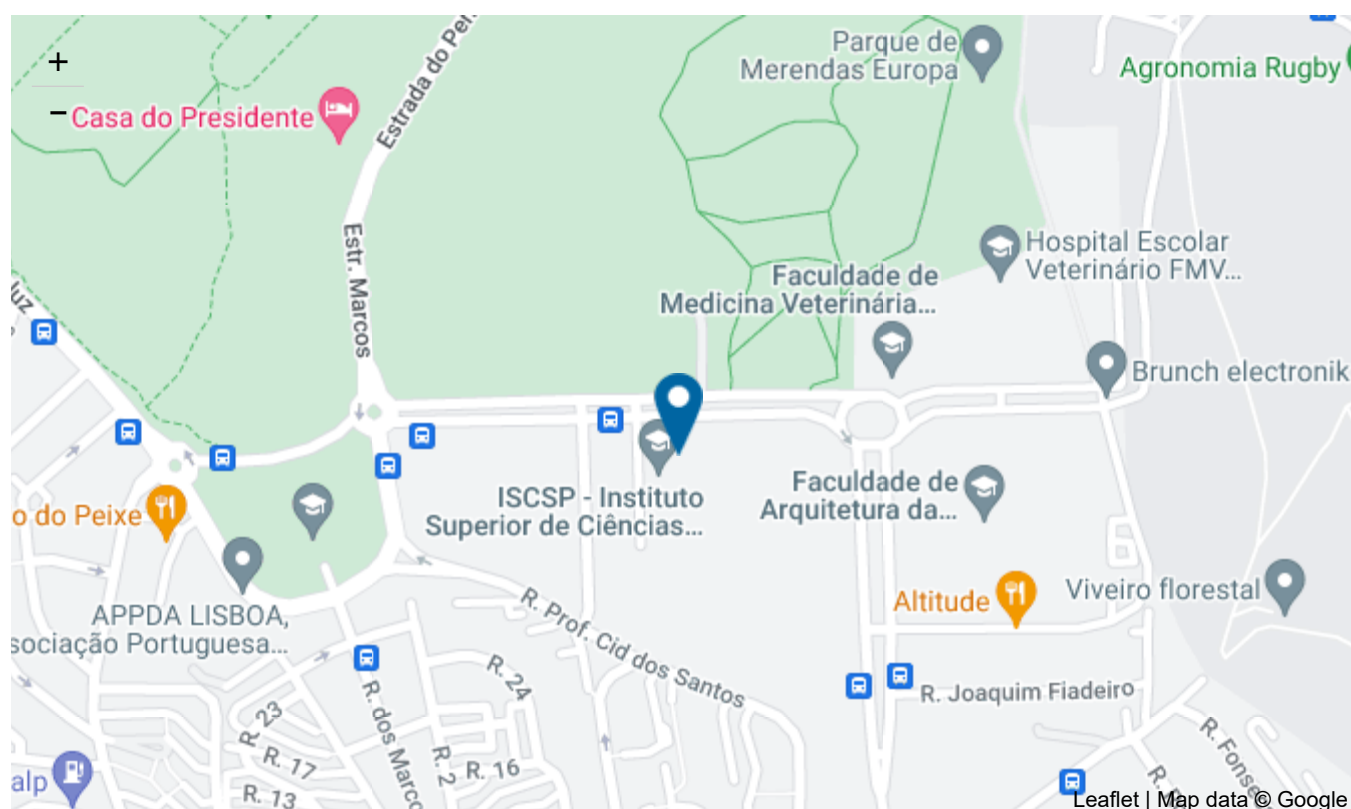 +
−
Casa do Presidente
Estrada do Pen
Parque de
Merendas Europa
Agronomia Rugby
Estr. Marcos
Hospital Escolar
Veterinário FMV...
Faculdade de
Medicina Veterinária...
luz
Brunch electronik
ISCSP - Instituto
Superior de Ciências...
Faculdade de
Arquitetura da...
o do Peixe
Altitude
Viveiro florestal
APPDA LISBOA,
sociação Portuguesa...
R. Prof. Cid dos Santos
R. 24
R. dos Marco
R. Joaquim Fiadeiro
R. 23
R. 17
R. 2
R. 16
R. Fonse
alp
R. 13
Leaflet | Map data © Google